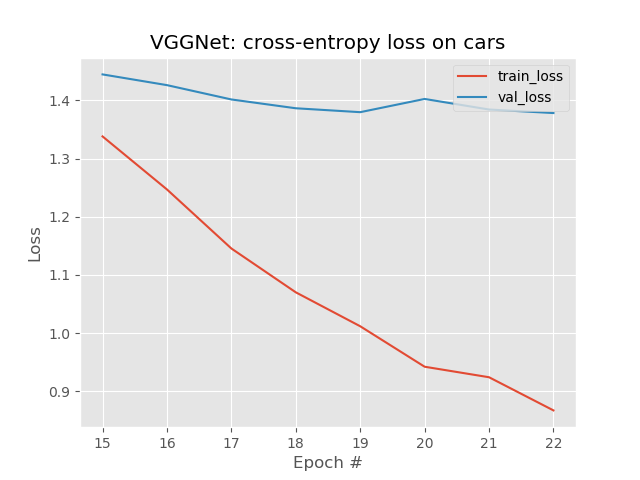 VGGNet: cross-entropy loss on cars
train_loss
val_loss
1.4
1.3
1.2
1.1
1.0
0.9
Loss
15 16 17 18 19 20 21 22
Epoch #